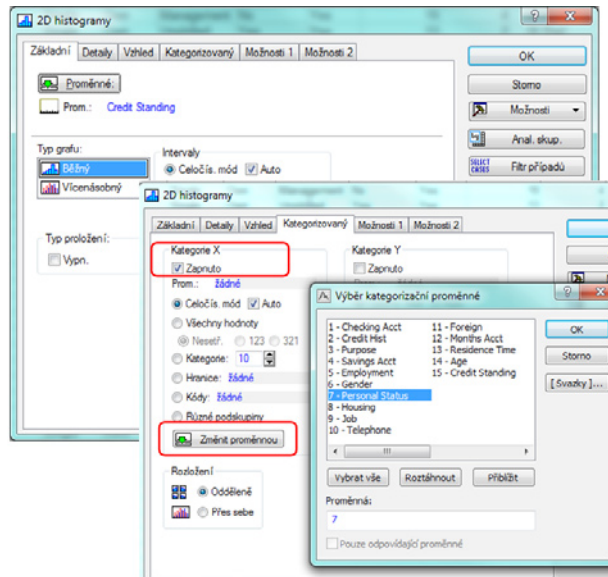 2D histogramy
Základní Detaily Vzhled Kategorizovaný Možnosti 1 Možnosti 2
OK
Proměnné:
Storno
Prom.: Credit Standing
Možnosti
Anal. skup.
Typ grafu:
Intervaly
Běžný
Celočís. mód Auto
SELECT CASES Filtr případů
Vícenásobný
2D histogramy
Základní Detaily Vzhled Kategorizovaný Možnosti 1 Možnosti 2
Typ proložení:
Vypn.
Kategorie X
Kategorie Y
Zapnuto
Zapnuto
Prom.: žádné
Výběr kategorizační proměnné
Celočís. mód Auto
Všechny hodnoty
Nesetř. 123 321
Kategorie: 10
Hranice: žádné
Kódy: žádné
Různé podskupiny
Změnit proměnnou
Rozložení
Odděleně
Přes sebe
1 - Checking Acct
2 - Credit Hist
3 - Purpose
4 - Savings Acct
5 - Employment
6 - Gender
7 - Personal Status
8 - Housing
9 - Job
10 - Telephone
11 - Foreign
12 - Months Acct
13 - Residence Time
14 - Age
15 - Credit Standing
OK
Storno
[ Svazky ]...
Vybrat vše Roztáhnout Přiblížit
Proměnná:
7
Pouze odpovídající proměnné